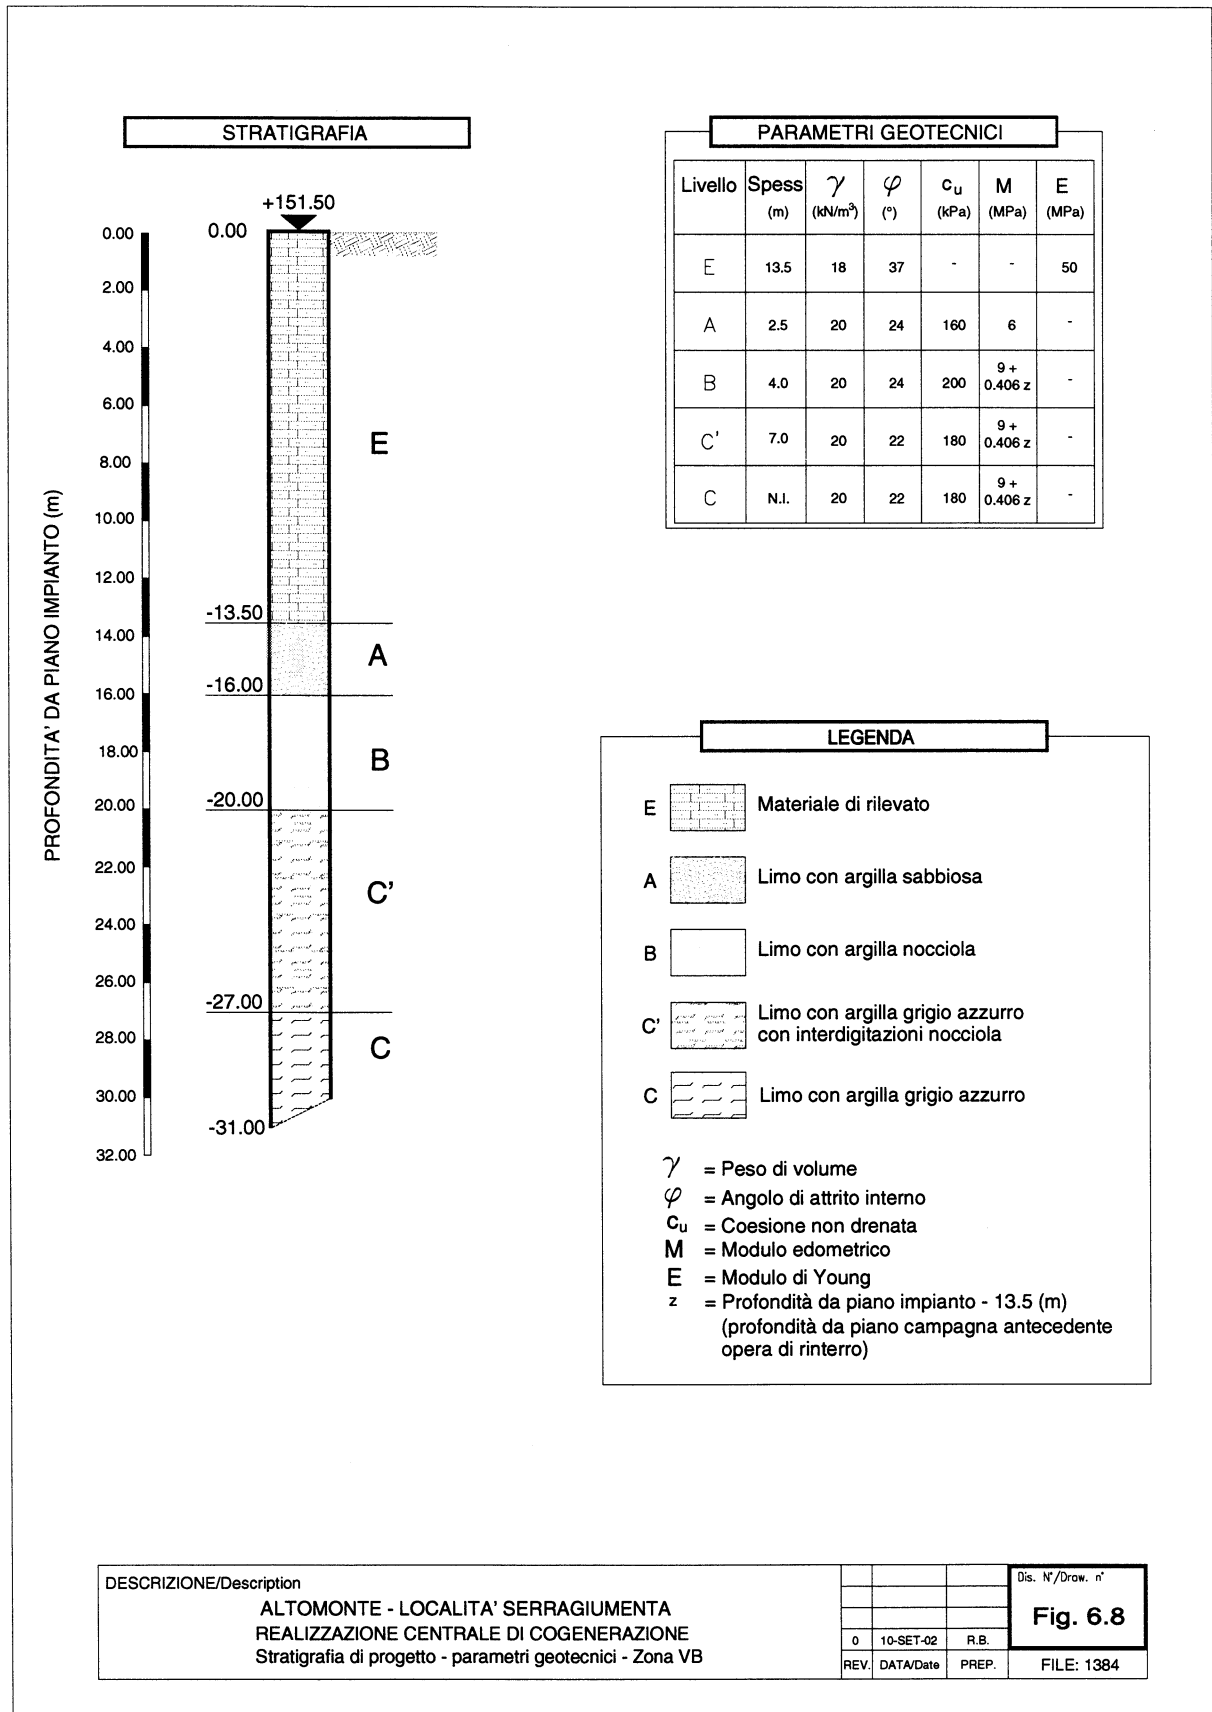 STRATIGRAFIA
+151.50
0.00
0.00
2.00
4.00
6.00
8.00
10.00
12.00
14.00
16.00
18.00
20.00
22.00
24.00
26.00
28.00
30.00
32.00
PROFONDITA' DA PIANO IMPIANTO (m)
E
-13.50
A
-16.00
B
-20.00
C'
-27.00
C
-31.00
PARAMETRI GEOTECNICI
Livello Spess γ φ cu M E
(m) (kN/m³) (°) (kPa) (MPa) (MPa)
E 13.5 18 37 - - 50
A 2.5 20 24 160 6 -
B 4.0 20 24 200 9 + 0.406 z -
C' 7.0 20 22 180 9 + 0.406 z -
C N.I. 20 22 180 9 + 0.406 z -
LEGENDA
E Materiale di rilevato
A Limo con argilla sabbiosa
B Limo con argilla nocciola
C' Limo con argilla grigio azzurro
con interdigitazioni nocciola
C Limo con argilla grigio azzurro
γ = Peso di volume
φ = Angolo di attrito interno
cu = Coesione non drenata
M = Modulo edometrico
E = Modulo di Young
z = Profondità da piano impianto - 13.5 (m)
(profondità da piano campagna antecedente
opera di rinterro)
DESCRIZIONE/Description
ALTOMONTE - LOCALITA' SERRAGIUMENTA
REALIZZAZIONE CENTRALE DI COGENERAZIONE
Stratigrafia di progetto - parametri geotecnici - Zona VB
0 10-SET-02 R.B.
REV. DATA/Date PREP.
Dis. N°/Draw. n°
Fig. 6.8
FILE: 1384